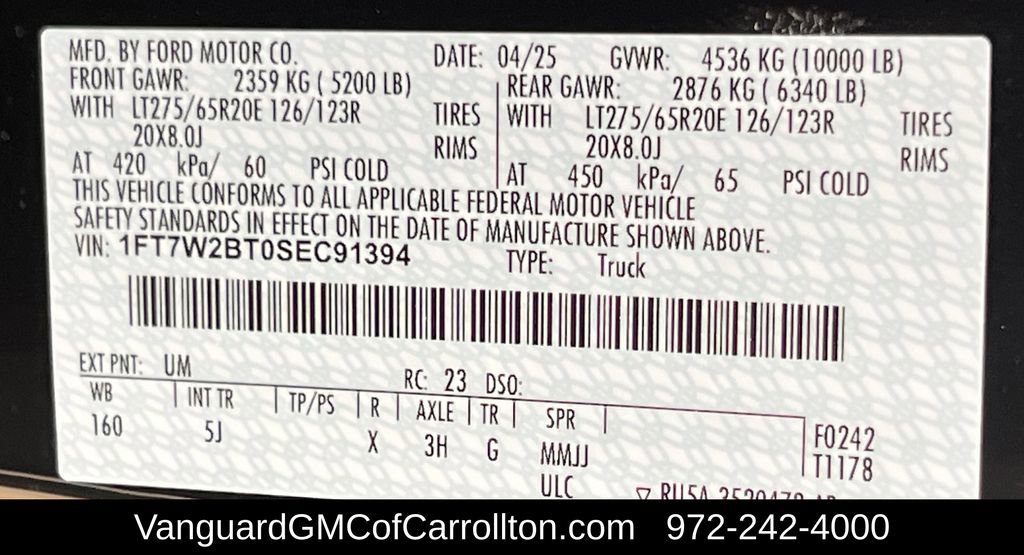 MFD. BY FORD MOTOR CO. DATE: 04/25 GVWR: 4536 KG (10000 LB)
FRONT GAWR: 2359 KG ( 5200 LB) REAR GAWR: 2876 KG ( 6340 LB)
WITH LT275/65R20E 126/123R TIRES WITH LT275/65R20E 126/123R TIRES
20X8.0J RIMS 20X8.0J RIMS
AT 420 kPa/ 60 PSI COLD AT 450 kPa/ 65 PSI COLD
THIS VEHICLE CONFORMS TO ALL APPLICABLE FEDERAL MOTOR VEHICLE
SAFETY STANDARDS IN EFFECT ON THE DATE OF MANUFACTURE SHOWN ABOVE.
VIN: 1FT7W2BT0SEC91394 TYPE: Truck
EXT PNT: UM RC: 23 DSO:
WB INT TR TP/PS R AXLE TR SPR
160 5J X 3H G MMJJ
F0242
T1178
ULC
VanguardGMCofCarrollton.com 972-242-4000